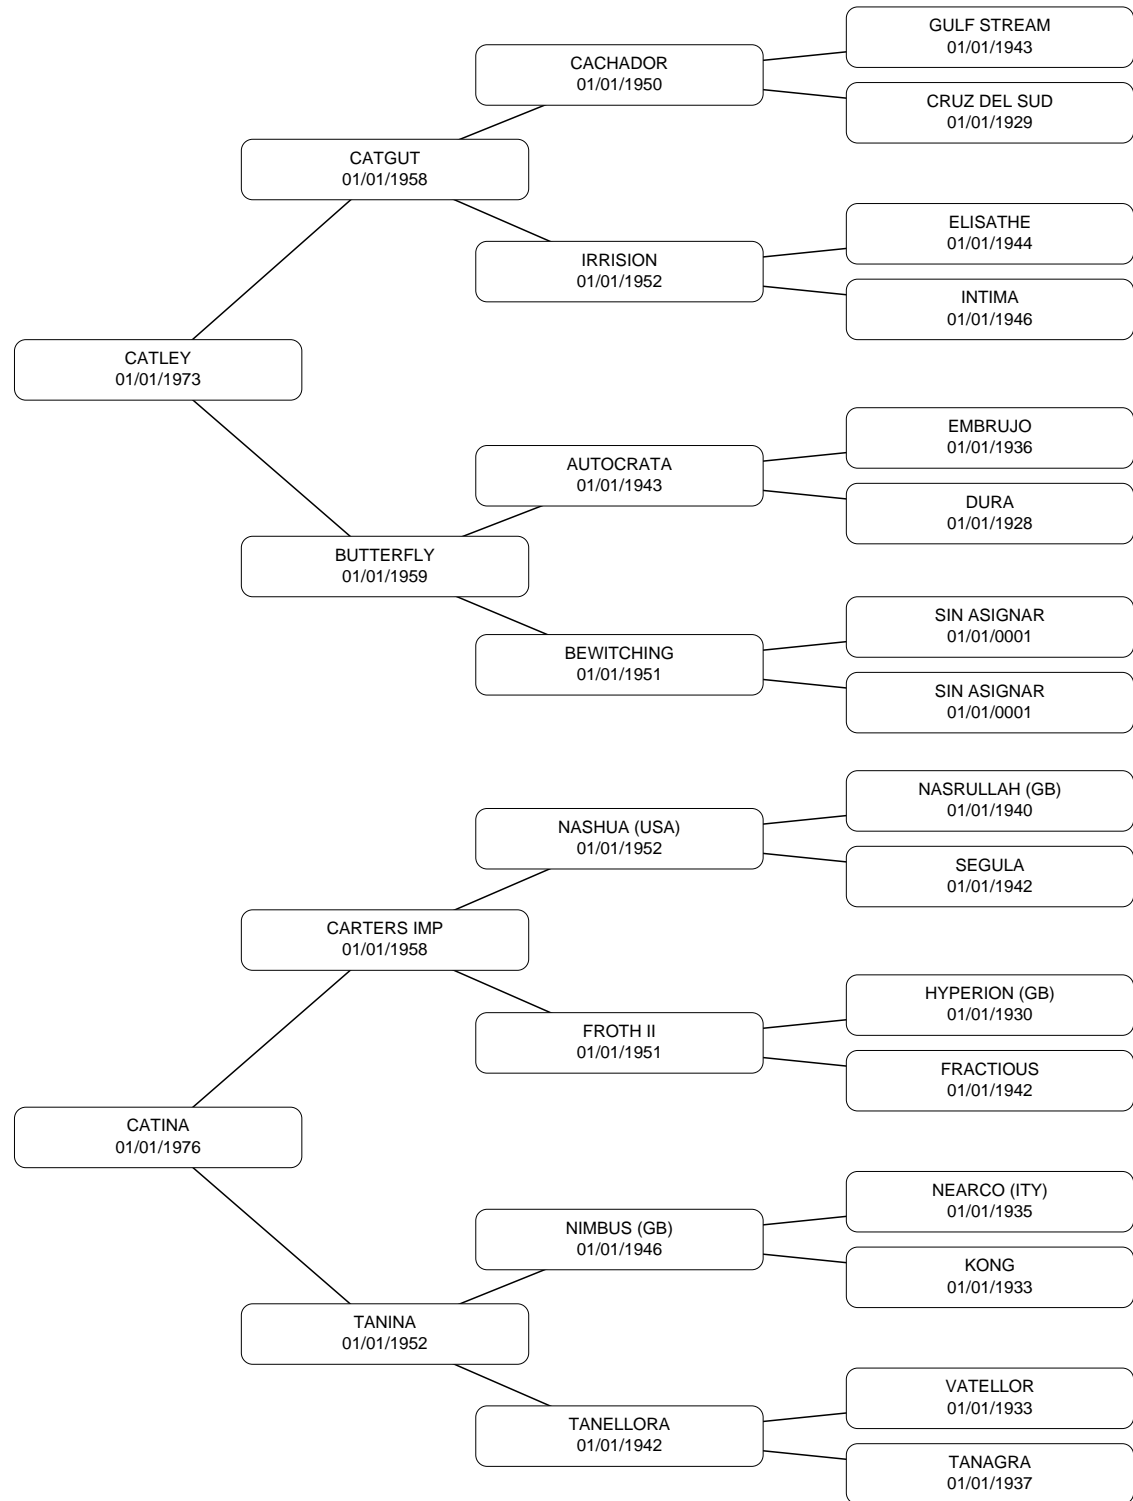 GULF STREAM
01/01/1943
CACHADOR
01/01/1950
CRUZ DEL SUD
01/01/1929
CATGUT
01/01/1958
ELISATHE
01/01/1944
IRRISION
01/01/1952
INTIMA
01/01/1946
CATLEY
01/01/1973
EMBRUJO
01/01/1936
AUTOCRATA
01/01/1943
DURA
01/01/1928
BUTTERFLY
01/01/1959
SIN ASIGNAR
01/01/0001
BEWITCHING
01/01/1951
SIN ASIGNAR
01/01/0001
NASRULLAH (GB)
01/01/1940
NASHUA (USA)
01/01/1952
SEGULA
01/01/1942
CARTERS IMP
01/01/1958
HYPERION (GB)
01/01/1930
FROTH II
01/01/1951
FRACTIOUS
01/01/1942
CATINA
01/01/1976
NEARCO (ITY)
01/01/1935
NIMBUS (GB)
01/01/1946
KONG
01/01/1933
TANINA
01/01/1952
VATELLOR
01/01/1933
TANELLORA
01/01/1942
TANAGRA
01/01/1937